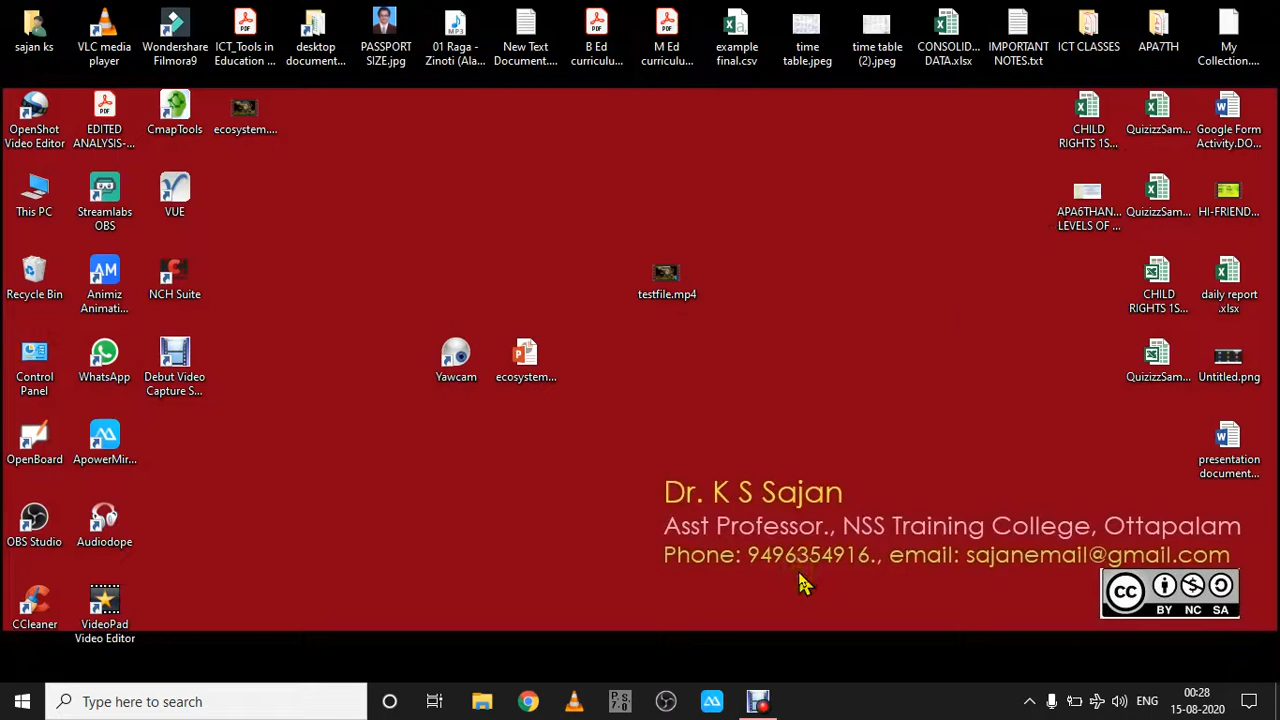 sajan ks
VLC media
player
Wondershare
Filmora9
ICT_Tools in
Education ...
desktop
document...
PASSPORT
SIZE.jpg
MP3
01 Raga -
Zinoti (Ala...
New Text
Document....
B Ed
curriculu...
M Ed
curriculu...
example
final.csv
time
table.jpeg
time table
(2).jpeg
CONSOLID...
DATA.xlsx
IMPORTANT
NOTES.txt
ICT CLASSES
APA7TH
My
Collection....
OpenShot
Video Editor
EDITED
ANALYSIS-...
CmapTools
ecosystem....
CHILD
RIGHTS 1S...
QuizizzSam...
Google Form
Activity.DO...
This PC
Streamlabs
OBS
VUE
APA6THAN...
LEVELS OF ...
QuizizzSam...
HI-FRIEND...
Recycle Bin
AM
Animiz
Animati...
NCH Suite
testfile.mp4
CHILD
RIGHTS 1S...
daily report
.xlsx
Control
Panel
WhatsApp
Debut Video
Capture S...
Yawcam
ecosystem...
QuizizzSam...
Untitled.png
OpenBoard
ApowerMir...
presentation
document...
Dr. K S Sajan
Asst Professor., NSS Training College, Ottapalam
Phone: 9496354916., email: sajanemail@gmail.com
OBS Studio
Audiodope
CC BY NC SA
CCleaner
VideoPad
Video Editor
Type here to search
ENG
00:28
15-08-2020